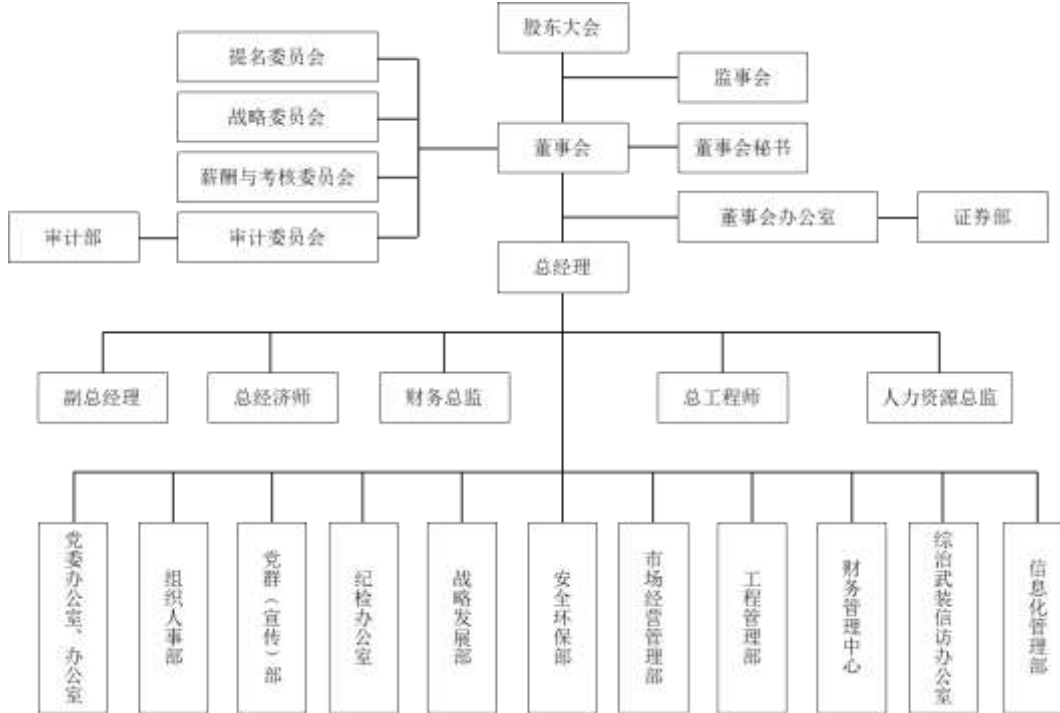 股东大会
提名委员会
监事会
战略委员会
董事会
董事会秘书
薪酬与考核委员会
审计部
审计委员会
董事会办公室
证券部
总经理
副总经理
总经济师
财务总监
总工程师
人力资源总监
党委办公室、办公室
组织人事部
党群（宣传）部
纪检办公室
战略发展部
安全环保部
市场经营管理部
工程管理部
财务管理中心
综治武装信访办公室
信息化管理部